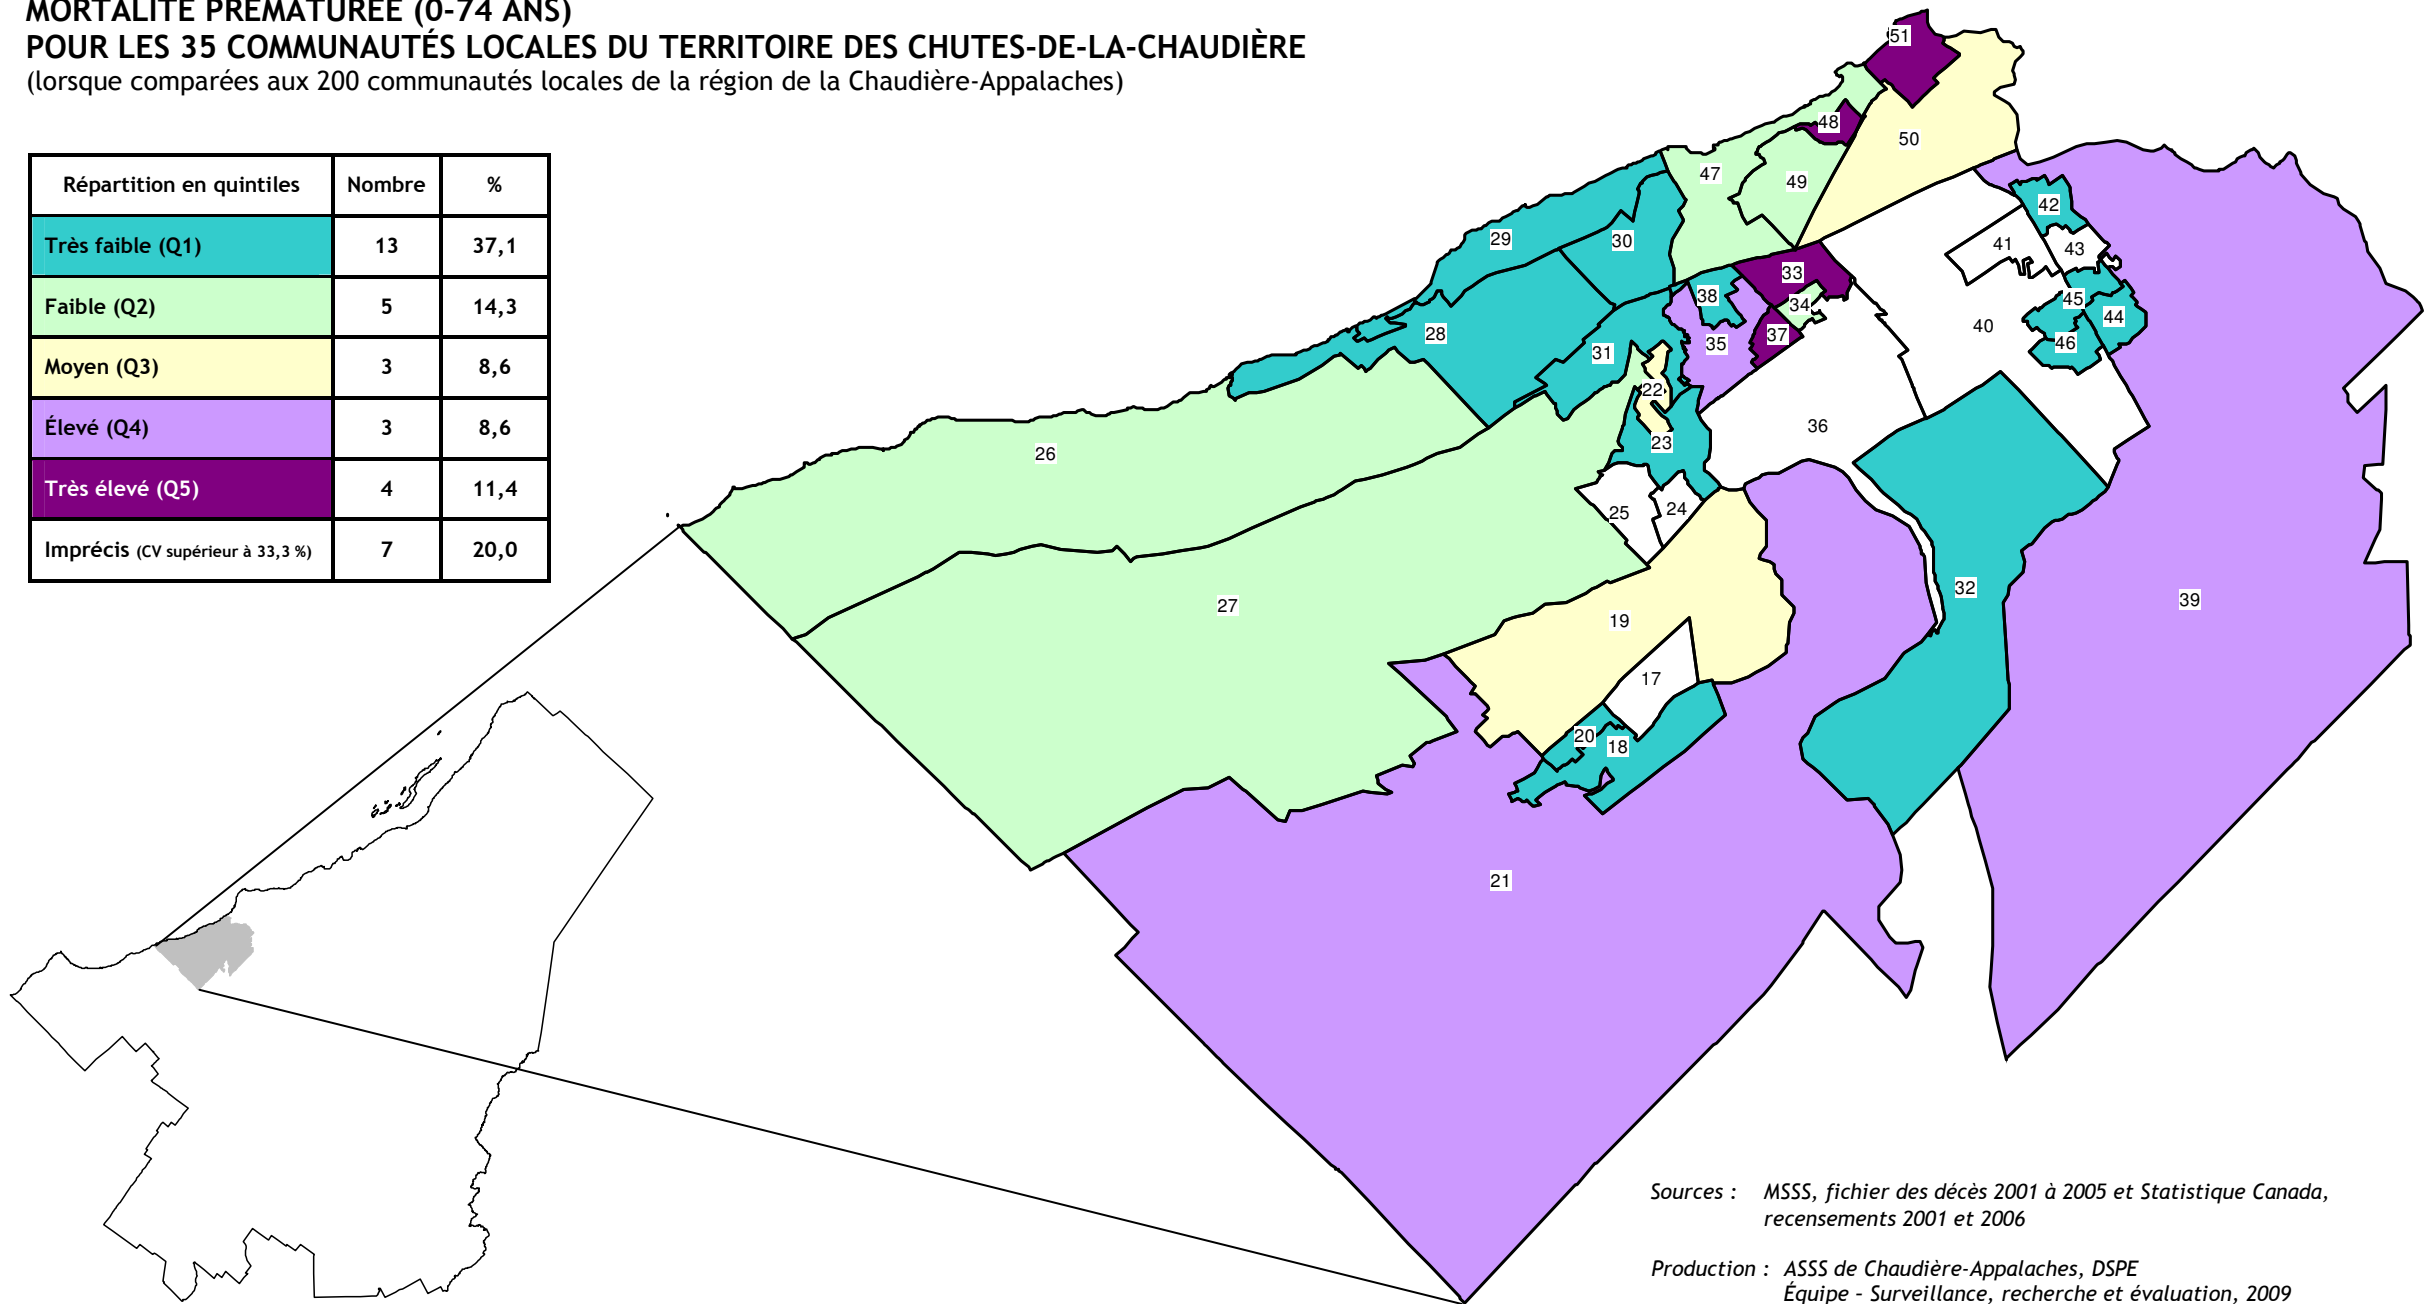 MORTALITÉ PRÉMATURÉE (0-74 ANS)
POUR LES 35 COMMUNAUTÉS LOCALES DU TERRITOIRE DES CHUTES-DE-LA-CHAUDIÈRE
(lorsque comparées aux 200 communautés locales de la région de la Chaudière-Appalaches)
Répartition en quintiles Nombre %
Très faible (Q1) 13 37,1
Faible (Q2) 5 14,3
Moyen (Q3) 3 8,6
Élevé (Q4) 3 8,6
Très élevé (Q5) 4 11,4
Imprécis (CV supérieur à 33,3 %) 7 20,0
51
48
50
47
49
42
29
30
41
43
33
38
34
45
44
40
28
37
35
46
31
22
36
23
26
25
24
32
27
39
19
17
20
18
21
Sources : MSSS, fichier des décès 2001 à 2005 et Statistique Canada,
recensements 2001 et 2006
Production : ASSS de Chaudière-Appalaches, DSPE
Équipe - Surveillance, recherche et évaluation, 2009